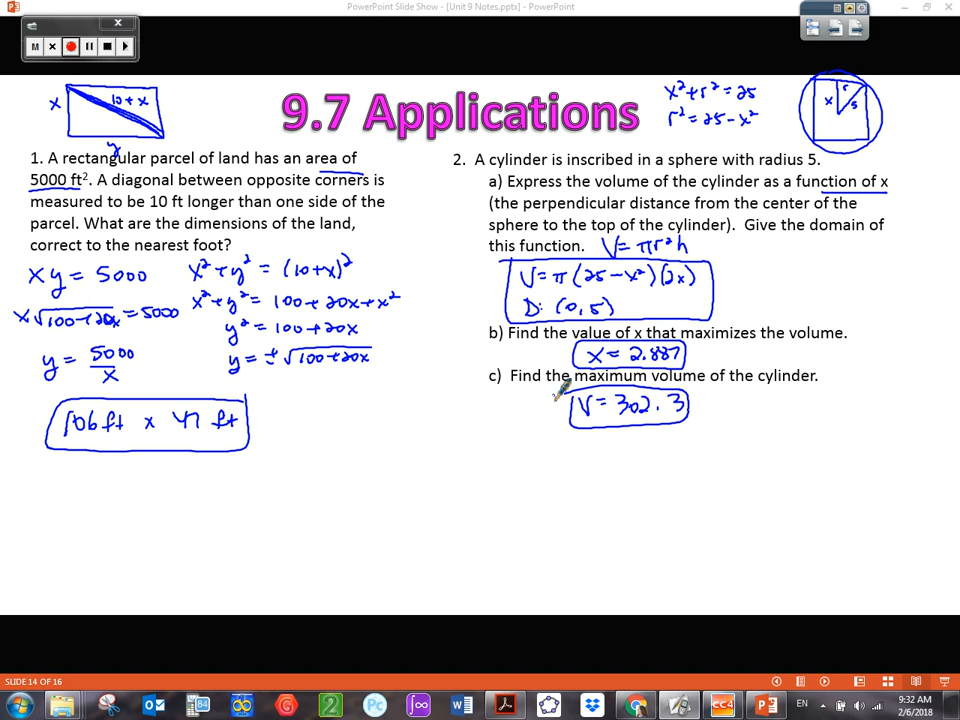 PowerPoint Slide Show - [Unit 9 Notes.pptx] - PowerPoint
M
9.7 Applications
x
10 + x
y
1. A rectangular parcel of land has an area of
5000 ft². A diagonal between opposite corners is
measured to be 10 ft longer than one side of the
parcel. What are the dimensions of the land,
correct to the nearest foot?
xy = 5000
x√100+20x = 5000
y = 5000/x
x² + y² = (10+x)²
x² + y² = 100 + 20x + x²
y² = 100 + 20x
y = ± √100+20x
106 ft x 47 ft
x² + r² = 25
r² = 25 - x²
x
r
5
2. A cylinder is inscribed in a sphere with radius 5.
a) Express the volume of the cylinder as a function of x
(the perpendicular distance from the center of the
sphere to the top of the cylinder). Give the domain of
this function. V = πr²h
V = π (25 - x²)(2x)
D: (0, 5)
b) Find the value of x that maximizes the volume.
x = 2.887
c) Find the maximum volume of the cylinder.
V = 302.3
SLIDE 14 OF 16
84
2
Pc
CC4
EN
9:32 AM
2/6/2018